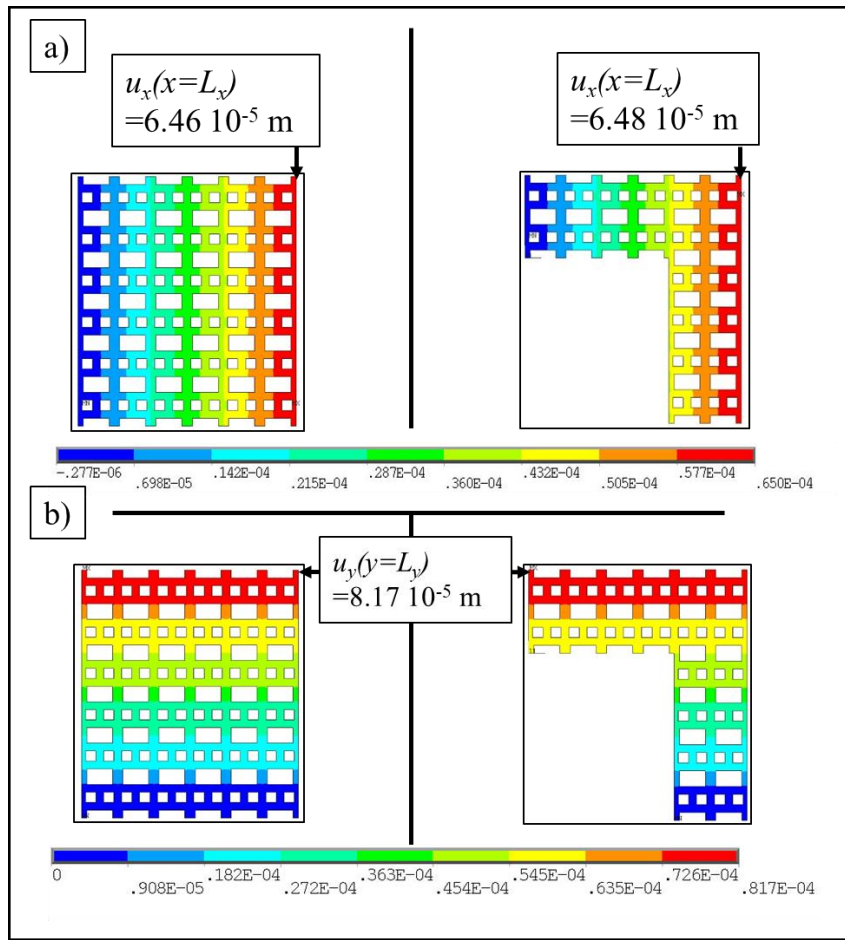 a)
u_x(x=L_x)
=6.46 10^-5 m
u_x(x=L_x)
=6.48 10^-5 m
-.277E-06 .142E-04 .287E-04 .432E-04 .577E-04
.698E-05 .215E-04 .360E-04 .505E-04 .650E-04
b)
u_y(y=L_y)
=8.17 10^-5 m
0 .182E-04 .363E-04 .545E-04 .726E-04
.908E-05 .272E-04 .454E-04 .635E-04 .817E-04